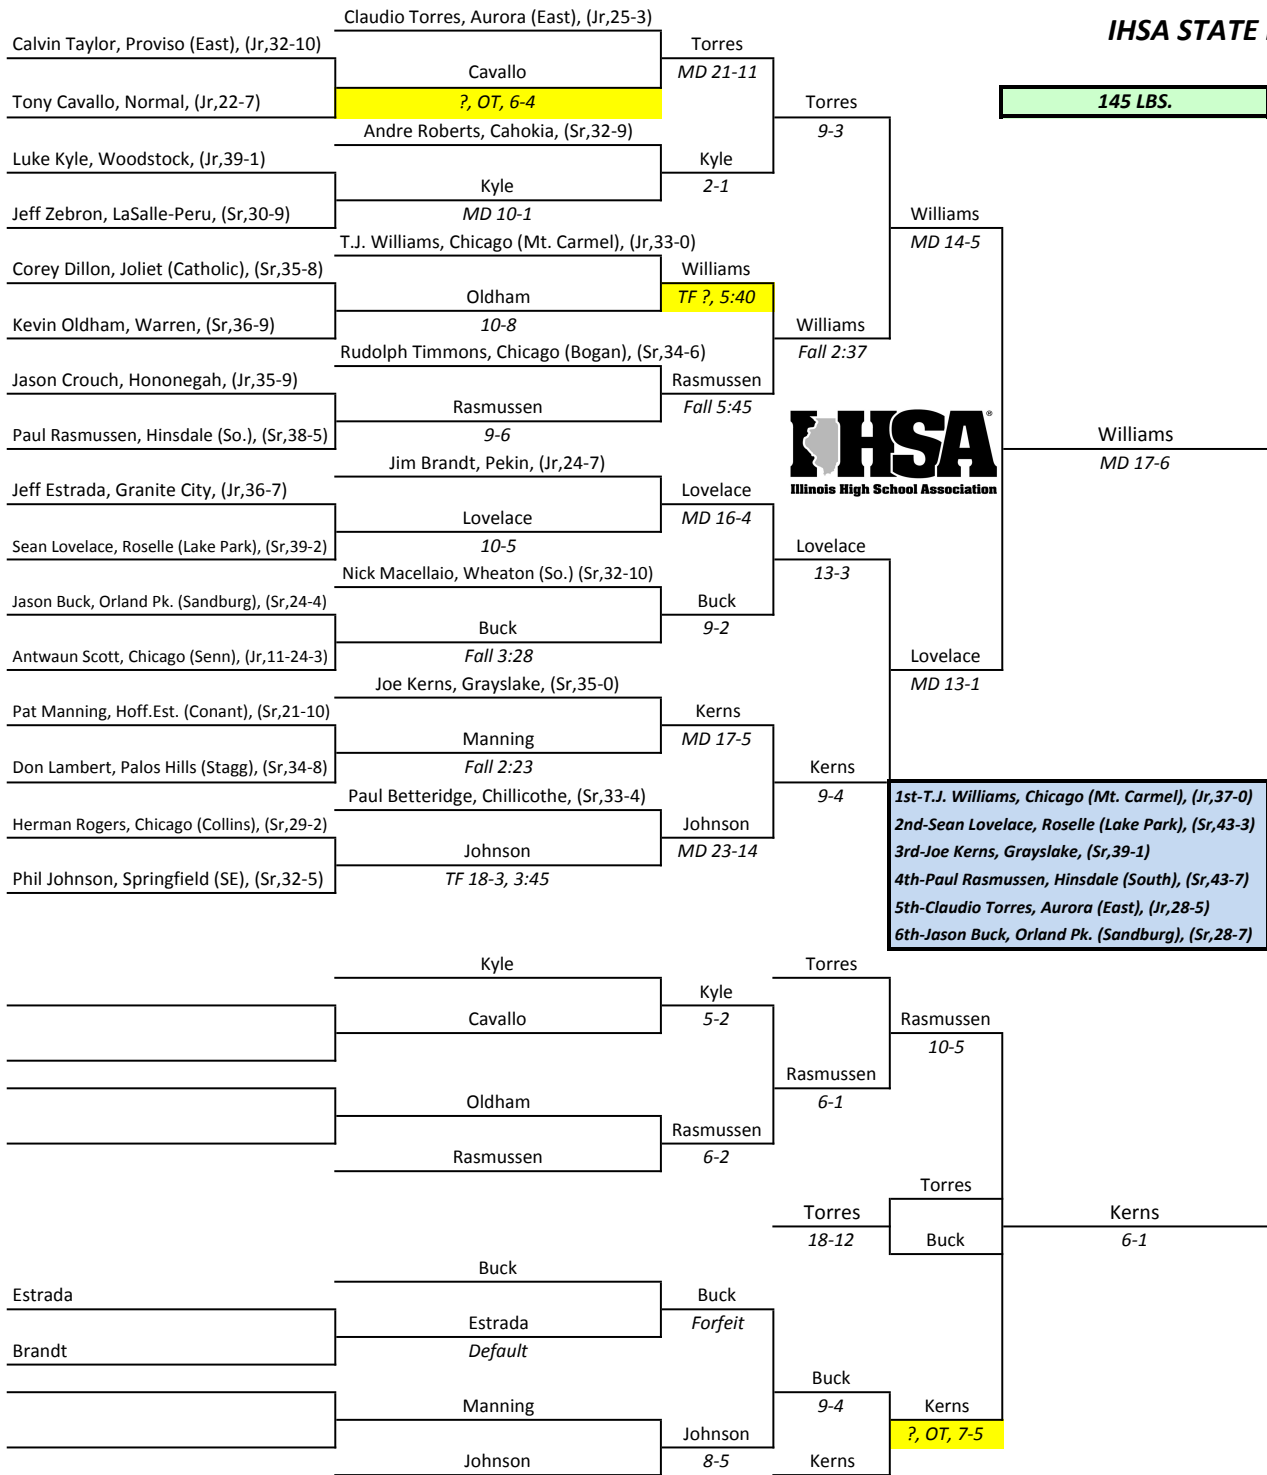 IHSA STATE
145 LBS.
Claudio Torres, Aurora (East), (Jr,25-3)
Calvin Taylor, Proviso (East), (Jr,32-10)
Torres
Cavallo
MD 21-11
Tony Cavallo, Normal, (Jr,22-7)
?, OT, 6-4
Torres
Andre Roberts, Cahokia, (Sr,32-9)
9-3
Luke Kyle, Woodstock, (Jr,39-1)
Kyle
Kyle
2-1
Jeff Zebron, LaSalle-Peru, (Sr,30-9)
MD 10-1
Williams
T.J. Williams, Chicago (Mt. Carmel), (Jr,33-0)
MD 14-5
Corey Dillon, Joliet (Catholic), (Sr,35-8)
Williams
Oldham
TF ?, 5:40
Kevin Oldham, Warren, (Sr,36-9)
10-8
Williams
Rudolph Timmons, Chicago (Bogan), (Sr,34-6)
Fall 2:37
Jason Crouch, Hononegah, (Jr,35-9)
Rasmussen
Rasmussen
Fall 5:45
Paul Rasmussen, Hinsdale (So.), (Sr,38-5)
9-6
IHSA®
Illinois High School Association
Williams
MD 17-6
Jim Brandt, Pekin, (Jr,24-7)
Jeff Estrada, Granite City, (Jr,36-7)
Lovelace
Lovelace
MD 16-4
Sean Lovelace, Roselle (Lake Park), (Sr,39-2)
10-5
Lovelace
Nick Macellaio, Wheaton (So.) (Sr,32-10)
13-3
Jason Buck, Orland Pk. (Sandburg), (Sr,24-4)
Buck
Buck
9-2
Antwaun Scott, Chicago (Senn), (Jr,11-24-3)
Fall 3:28
Lovelace
Joe Kerns, Grayslake, (Sr,35-0)
MD 13-1
Pat Manning, Hoff.Est. (Conant), (Sr,21-10)
Kerns
Manning
MD 17-5
Don Lambert, Palos Hills (Stagg), (Sr,34-8)
Fall 2:23
Kerns
Paul Betteridge, Chillicothe, (Sr,33-4)
9-4
Herman Rogers, Chicago (Collins), (Sr,29-2)
Johnson
Johnson
MD 23-14
Phil Johnson, Springfield (SE), (Sr,32-5)
TF 18-3, 3:45
1st-T.J. Williams, Chicago (Mt. Carmel), (Jr,37-0)
2nd-Sean Lovelace, Roselle (Lake Park), (Sr,43-3)
3rd-Joe Kerns, Grayslake, (Sr,39-1)
4th-Paul Rasmussen, Hinsdale (South), (Sr,43-7)
5th-Claudio Torres, Aurora (East), (Jr,28-5)
6th-Jason Buck, Orland Pk. (Sandburg), (Sr,28-7)
Kyle
Torres
Kyle
Cavallo
5-2
Rasmussen
10-5
Rasmussen
Oldham
6-1
Rasmussen
Rasmussen
6-2
Torres
Torres
Kerns
18-12
Buck
6-1
Buck
Estrada
Buck
Estrada
Forfeit
Brandt
Default
Buck
Manning
9-4
Kerns
Johnson
?, OT, 7-5
Johnson
8-5
Kerns